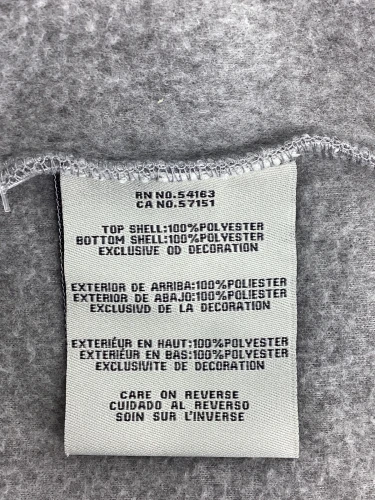 RN NO.54163
CA NO.57151
TOP SHELL:100%POLYESTER
BOTTOM SHELL:100%POLYESTER
EXCLUSIVE OD DECORATION
EXTERIOR DE ARRIBA:100%POLIESTER
EXTERIOR DE ABAJO:100%POLIESTER
EXCLUSIVO DE LA DECORATION
EXTERIÉUR EN HAUT:100%POLYESTER
EXTERIÉUR EN BAS:100%POLYESTER
EXCLUSIVITE DE DECORATION
CARE ON REVERSE
CUIDADO AL REVERSO
SOIN SUR L'INVERSE